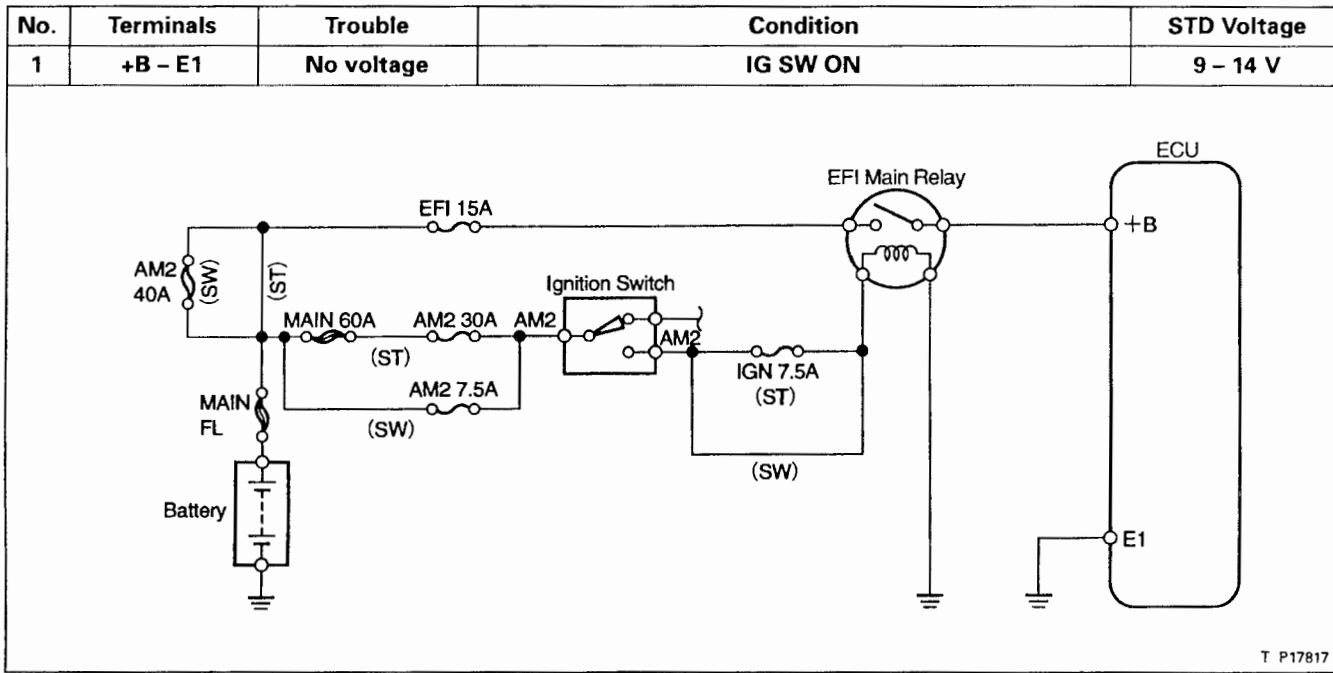 No. Terminals Trouble Condition STD Voltage
1 +B – E1 No voltage IG SW ON 9 – 14 V
ECU
EFI Main Relay
EFI 15A
+B
AM2
40A
(SW)
(ST)
Ignition Switch
MAIN 60A
AM2 30A
AM2
(ST)
AM2
IGN 7.5A
(ST)
AM2 7.5A
(SW)
MAIN
FL
(SW)
Battery
E1
T P17817